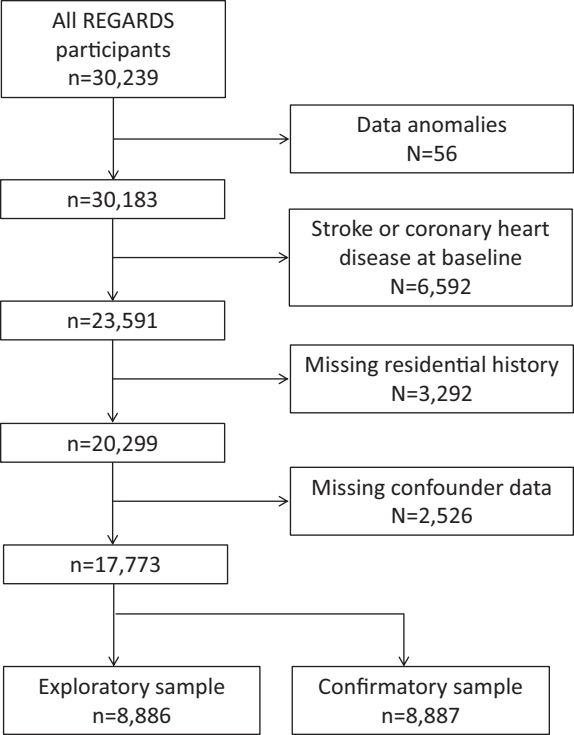 All REGARDS
participants
n=30,239
Data anomalies
N=56
n=30,183
Stroke or coronary heart
disease at baseline
N=6,592
n=23,591
Missing residential history
N=3,292
n=20,299
Missing confounder data
N=2,526
n=17,773
Exploratory sample
n=8,886
Confirmatory sample
n=8,887